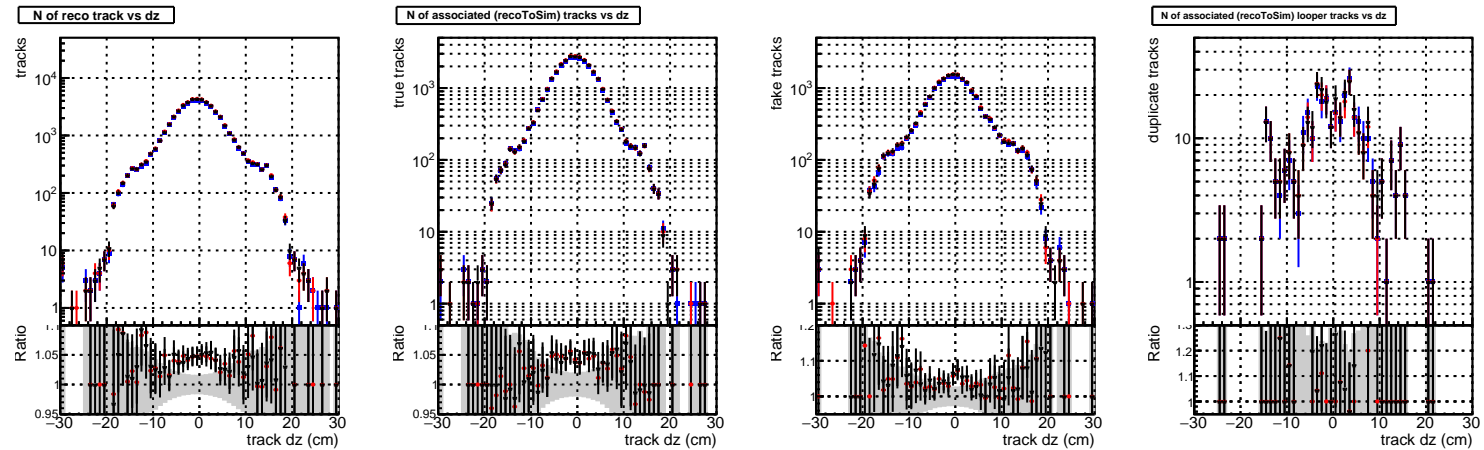 N of reco track vs dz
tracks
10⁴
10³
10²
10
1
Ratio
1.1
1.05
1
0.95
−30 −20 −10 0 10 20 30
track dz (cm)
N of associated (recoToSim) tracks vs dz
true tracks
10³
10²
10
1
Ratio
1.1
1.05
1
0.95
−30 −20 −10 0 10 20 30
track dz (cm)
fake tracks
10³
10²
10
1
Ratio
1.2
1.1
1
−30 −20 −10 0 10 20 30
track dz (cm)
N of associated (recoToSim) looper tracks vs dz
duplicate tracks
10
1
Ratio
1.3
1.2
1.1
1
−30 −20 −10 0 10 20 30
track dz (cm)